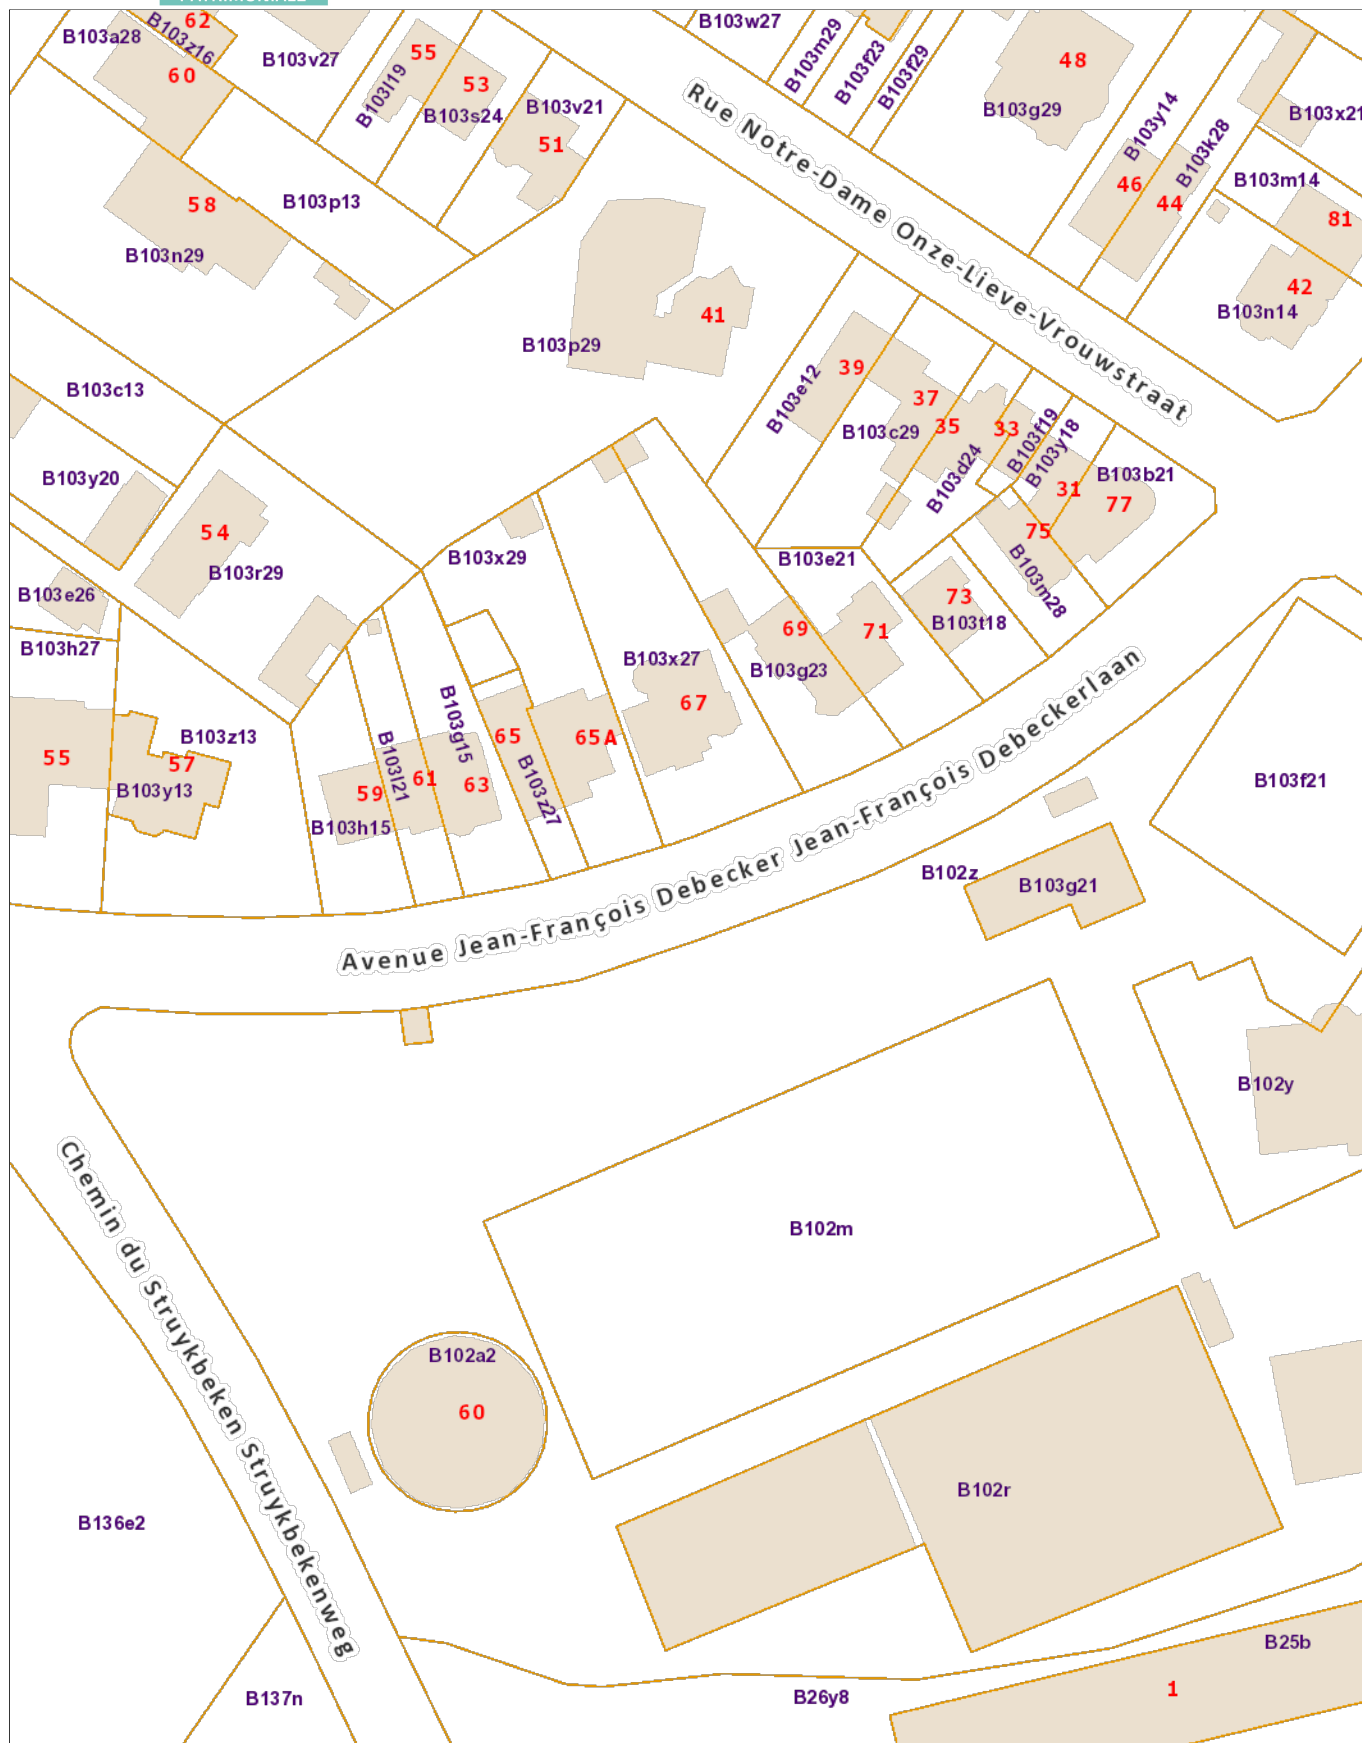 62
B103w27
B103a28
B103z16
B103v27
55
B103m29
B103f23
B103f29
48
60
B103l19
53
B103s24
B103v21
B103g29
B103x21
51
B103y14
B103k28
Rue Notre-Dame Onze-Lieve-Vrouwstraat
58
B103p13
46
44
B103m14
81
B103n29
42
B103n14
41
B103p29
39
B103e12
B103c13
37
B103c29
35
33
B103f19
B103y18
B103d24
B103b21
B103y20
31
77
54
75
B103x29
B103e21
B103r29
B103m28
B103e26
73
B103t18
B103h27
69
71
B103x27
B103g23
67
B103g15
B103z13
65
65A
55
57
B103l21
61
63
B103y13
59
B103z27
B103h15
B103f21
Avenue Jean-François Debecker Jean-François Debeckerlaan
B102z
B103g21
B102y
Chemin du Struykbeken Struykbekenweg
B102m
B102a2
60
B102r
B136e2
B25b
1
B137n
B26y8